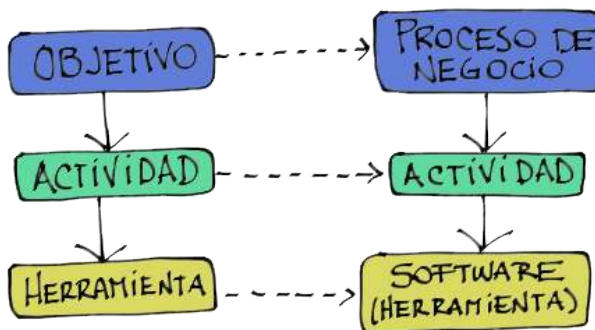 OBJETIVO
PROCESO DE
NEGOCIO
ACTIVIDAD
ACTIVIDAD
HERRAMIENTA
SOFTWARE
(HERRAMIENTA)